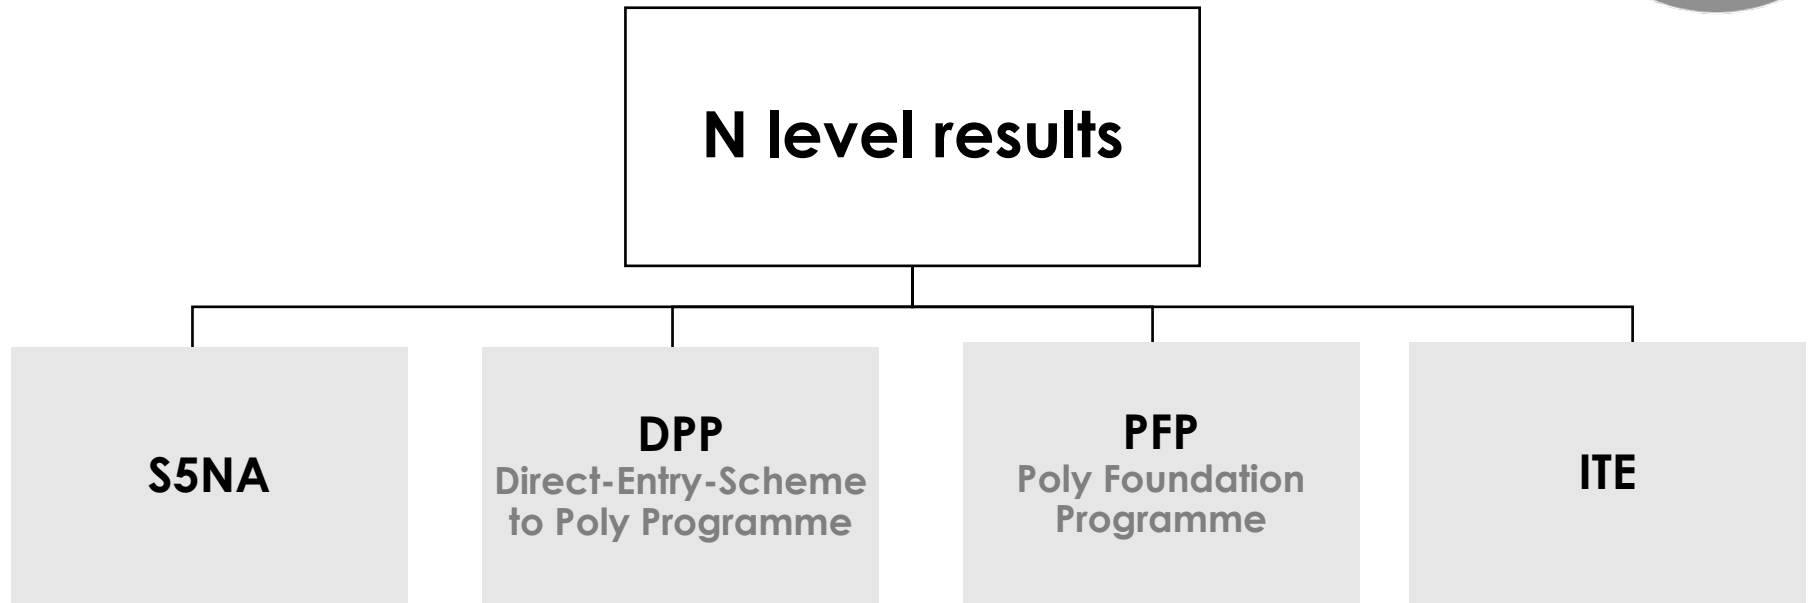 N level results
S5NA
DPP
Direct-Entry-Scheme
to Poly Programme
PFP
Poly Foundation
Programme
ITE